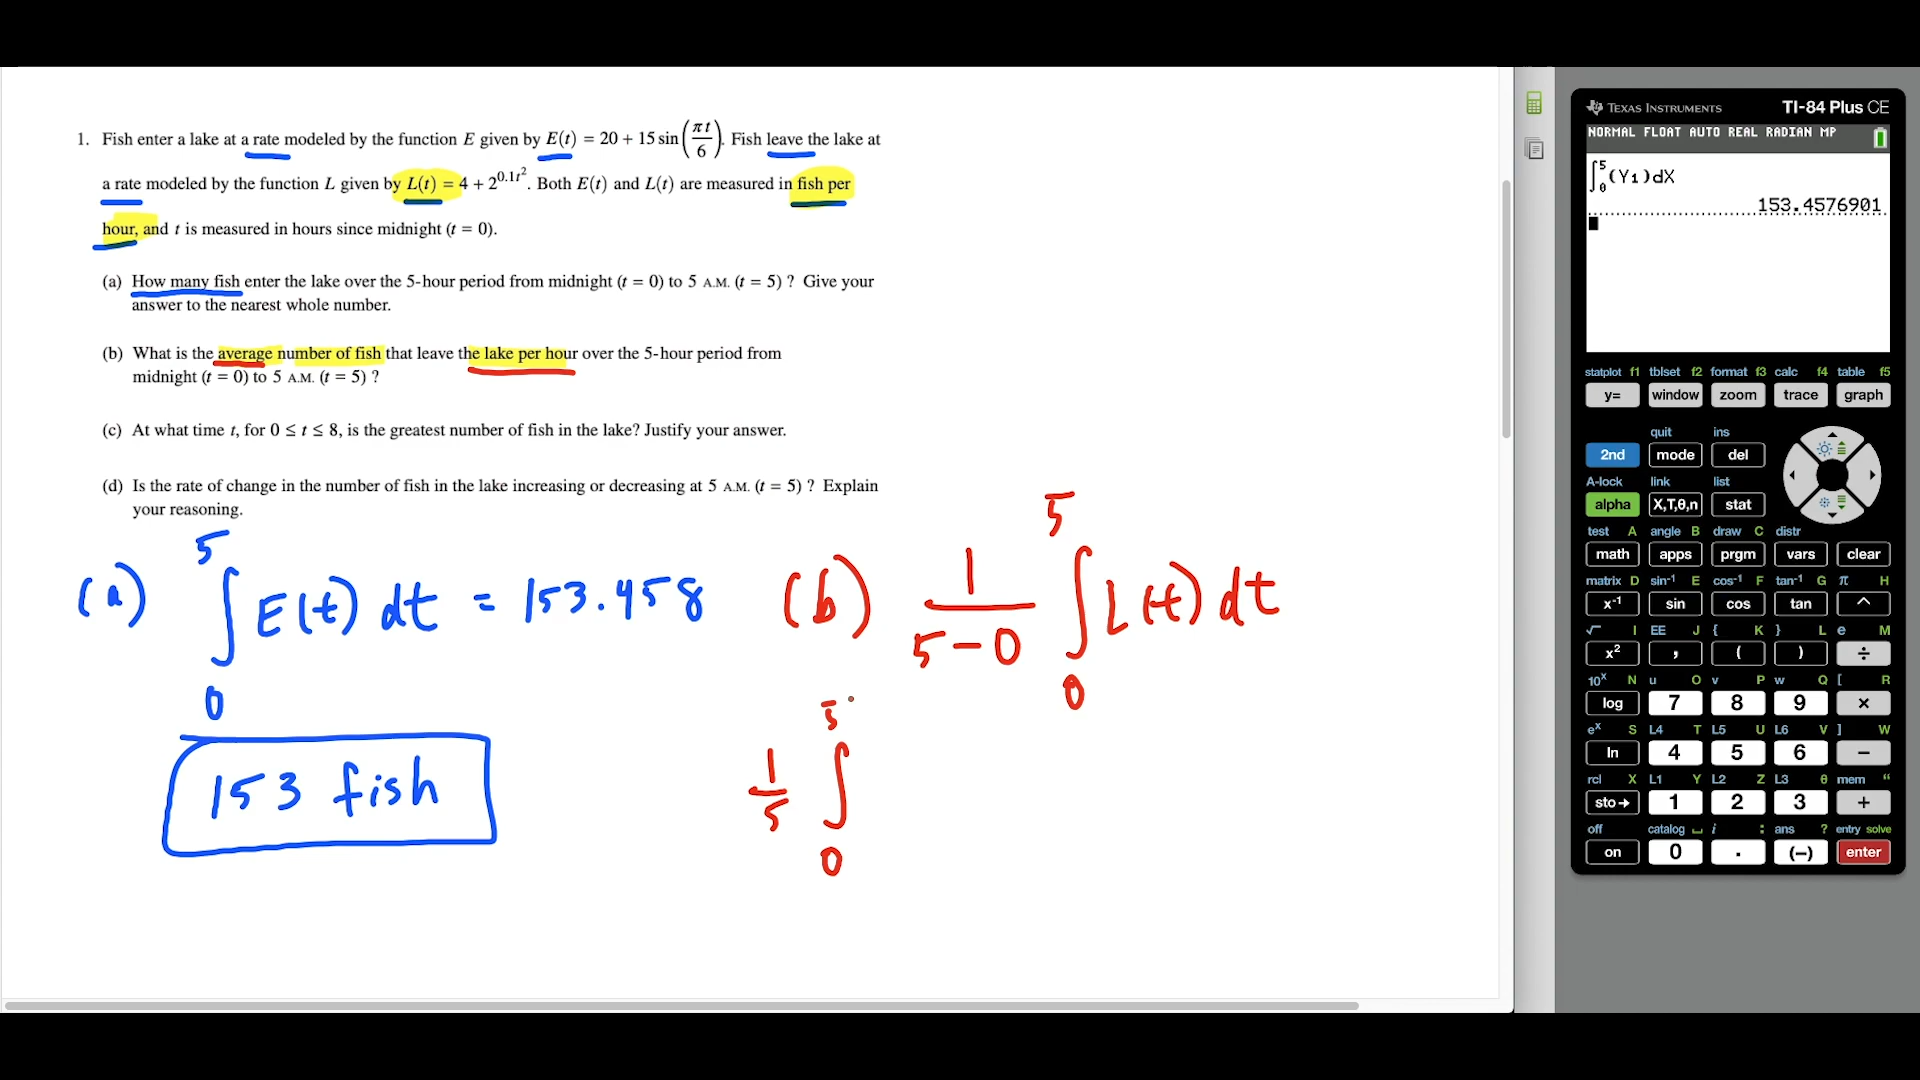 1. Fish enter a lake at a rate modeled by the function E given by E(t) = 20 + 15 sin(πt/6). Fish leave the lake at
a rate modeled by the function L given by L(t) = 4 + 2^0.1t². Both E(t) and L(t) are measured in fish per
hour, and t is measured in hours since midnight (t = 0).
(a) How many fish enter the lake over the 5-hour period from midnight (t = 0) to 5 A.M. (t = 5) ? Give your
answer to the nearest whole number.
(b) What is the average number of fish that leave the lake per hour over the 5-hour period from
midnight (t = 0) to 5 A.M. (t = 5) ?
(c) At what time t, for 0 ≤ t ≤ 8, is the greatest number of fish in the lake? Justify your answer.
(d) Is the rate of change in the number of fish in the lake increasing or decreasing at 5 A.M. (t = 5) ? Explain
your reasoning.
(a) ∫₀⁵ E(t) dt = 153.458
153 fish
(b) 1/(5-0) ∫₀⁵ L(t) dt
1/5 ∫₀⁵
TEXAS INSTRUMENTS TI-84 Plus CE
NORMAL FLOAT AUTO REAL RADIAN MP
∫₀⁵(Y₁)dX
153.4576901
statplot f1 tblset f2 format f3 calc f4 table f5
y= window zoom trace graph
quit ins
2nd mode del
A-lock link list
alpha X,T,θ,n stat
test A angle B draw C distr
math apps prgm vars clear
matrix D sin⁻¹ E cos⁻¹ F tan⁻¹ G π H
x⁻¹ sin cos tan ^
√ I EE J { K } L e M
x² , ( ) ÷
10ˣ N u O v P w Q [ R
log 7 8 9 ×
eˣ S L4 T L5 U L6 V ] W
ln 4 5 6 −
rcl X L1 Y L2 Z L3 θ mem “
sto→ 1 2 3 +
off catalog ⎵ i : ans ? entry solve
on 0 . (−) enter